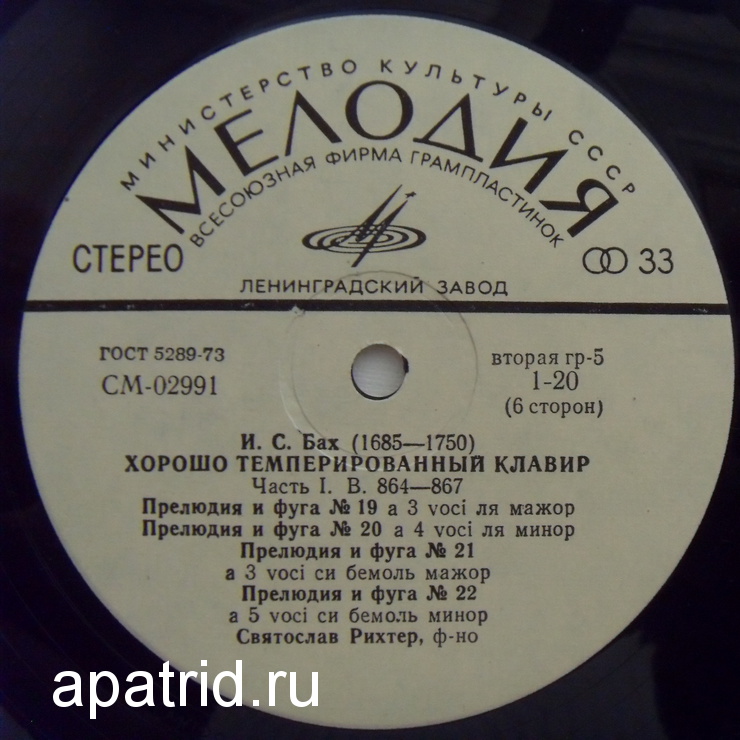 МИНИСТЕРСТВО КУЛЬТУРЫ СССР
МЕЛОДИЯ
ВСЕСОЮЗНАЯ ФИРМА ГРАМПЛАСТИНОК
СТЕРЕО
33
ЛЕНИНГРАДСКИЙ ЗАВОД
ГОСТ 5289-73
СМ-02991
вторая гр-5
1-20
(6 сторон)
И. С. Бах (1685—1750)
ХОРОШО ТЕМПЕРИРОВАННЫЙ КЛАВИР
Часть I. В. 864—867
Прелюдия и фуга № 19 a 3 voci ля мажор
Прелюдия и фуга № 20 a 4 voci ля минор
Прелюдия и фуга № 21
a 3 voci си бемоль мажор
Прелюдия и фуга № 22
a 5 voci си бемоль минор
Святослав Рихтер, ф-но
apatrid.ru